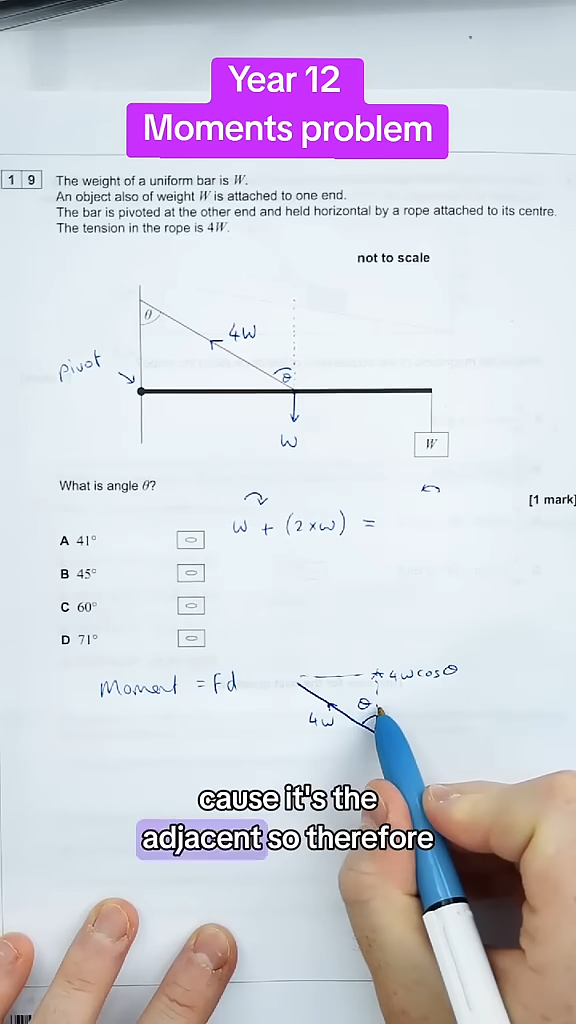 Year 12
Moments problem
1 9 The weight of a uniform bar is W.
An object also of weight W is attached to one end.
The bar is pivoted at the other end and held horizontal by a rope attached to its centre.
The tension in the rope is 4W.
not to scale
θ
4W
pivot
θ
W
W
What is angle θ?
[1 mark]
W + (2×W) =
A 41°
B 45°
C 60°
D 71°
Moment = Fd
4Wcosθ
θ
4W
cause it's the
adjacent so therefore